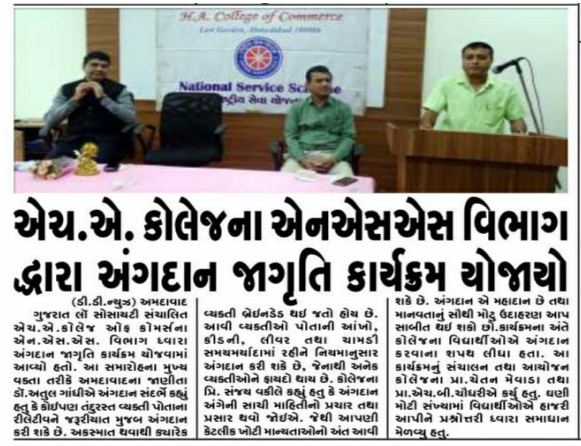 H.A. College of Commerce
Law Garden, Ahmedabad 380006
National Service Scheme
રાષ્ટ્રીય સેવા યોજના
એચ.એ. કોલેજના એનએસએસ વિભાગ
દ્વારા અંગદાન જાગૃતિ કાર્યક્રમ યોજાયો
(ડી.ડી.ન્યુઝ) અમદાવાદ
ગુજરાત લૉ સોસાયટી સંચાલિત
એચ.એ.કોલેજ ઓફ કોમર્સના
એન.એસ.એસ. વિભાગ ધ્વારા
અંગદાન જાગૃતિ કાર્યક્રમ યોજવામાં
આવ્યો હતો. આ સમારોહના મુખ્ય
વક્તા તરીકે અમદાવાદના જાણીતા
ડૉ.અતુલ ગાંધીએ અંગદાન સંદર્ભે કહ્યું
હતુ કે કોઈપણ તંદુરસ્ત વ્યક્તી પોતાના
રીલેટીવને જરૂરીયાત મુજબ અંગદાન
કરી શકે છે. અકસ્માત થવાથી ક્યારેક
વ્યક્તી બ્રેઈનડેડ થઈ જતો હોય છે.
આવી વ્યક્તીઓ પોતાની આંખો,
કીડની, લીવર તથા ચામડી
સમયમર્યાદામાં રહીને નિયમાનુસાર
અંગદાન કરી શકે છે, જેનાથી અનેક
વ્યક્તીઓને ફાયદો થાય છે. કોલેજના
પ્રિ. સંજય વકીલે કહ્યું હતુ કે અંગદાન
અંગેની સાચી માહિતીનો પ્રચાર તથા
પ્રસાર થવો જોઈએ. જેથી આપણી
કેટલીક ખોટી માન્યતાઓનો અંત આવી
શકે છે. અંગદાન એ મહાદાન છે તથા
માનવતાનું સૌથી મોટુ ઉદાહરણ આપ
સાબીત થઈ શકો છો.કાર્યક્રમના અંતે
કોલેજના વિદ્યાર્થીઓએ અંગદાન
કરવાના શપથ લીધા હતા. આ
કાર્યક્રમનું સંચાલન તથા આયોજન
કોલેજના પ્રા.ચેતન મેવાડા તથા
પ્રા.એચ.બી.ચૌધરીએ કર્યુ હતુ. ઘણી
મોટી સંખ્યામાં વિદ્યાર્થીઓએ હાજરી
આપીને પ્રશ્નોત્તરી ધ્વારા સમાધાન
મેળવ્યુ હતુ.